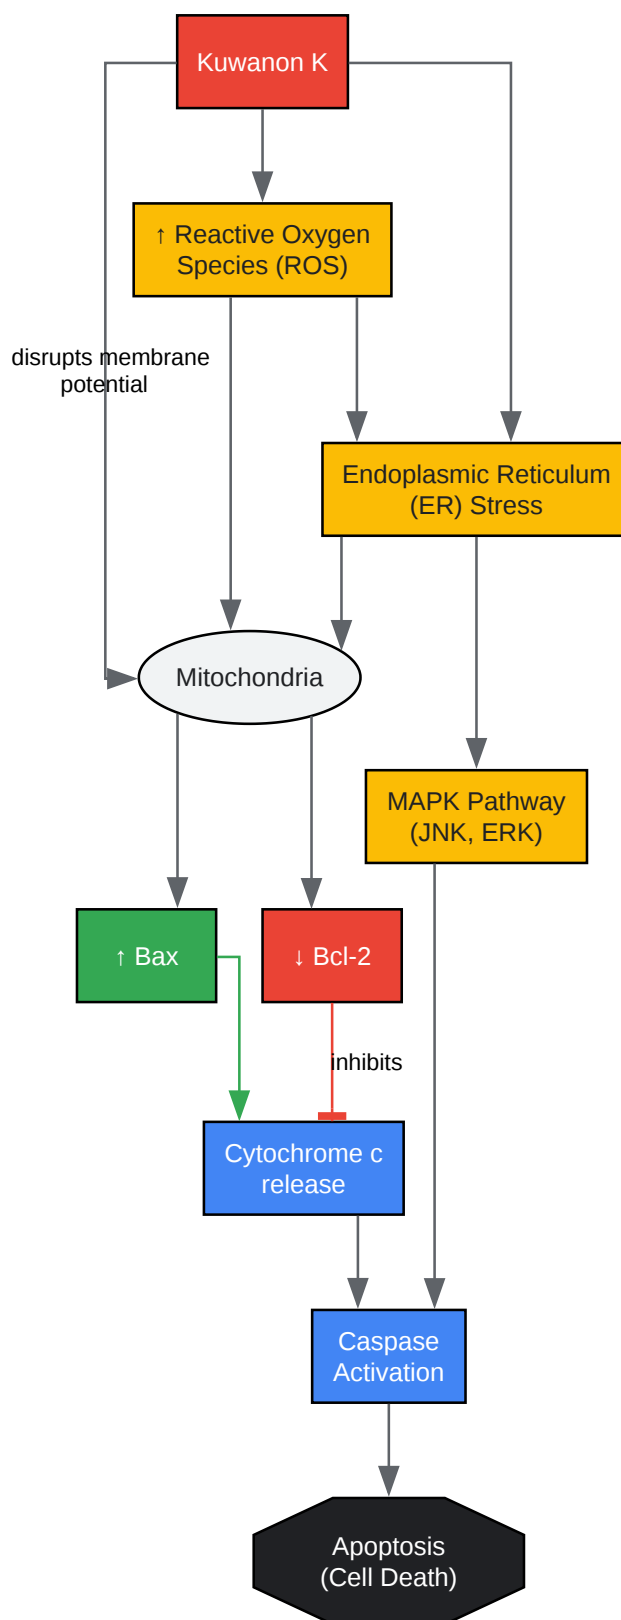 Kuwanon K
↑ Reactive Oxygen
Species (ROS)
disrupts membrane
potential
Endoplasmic Reticulum
(ER) Stress
Mitochondria
MAPK Pathway
(JNK, ERK)
↑ Bax
↓ Bcl-2
inhibits
Cytochrome c
release
Caspase
Activation
Apoptosis
(Cell Death)